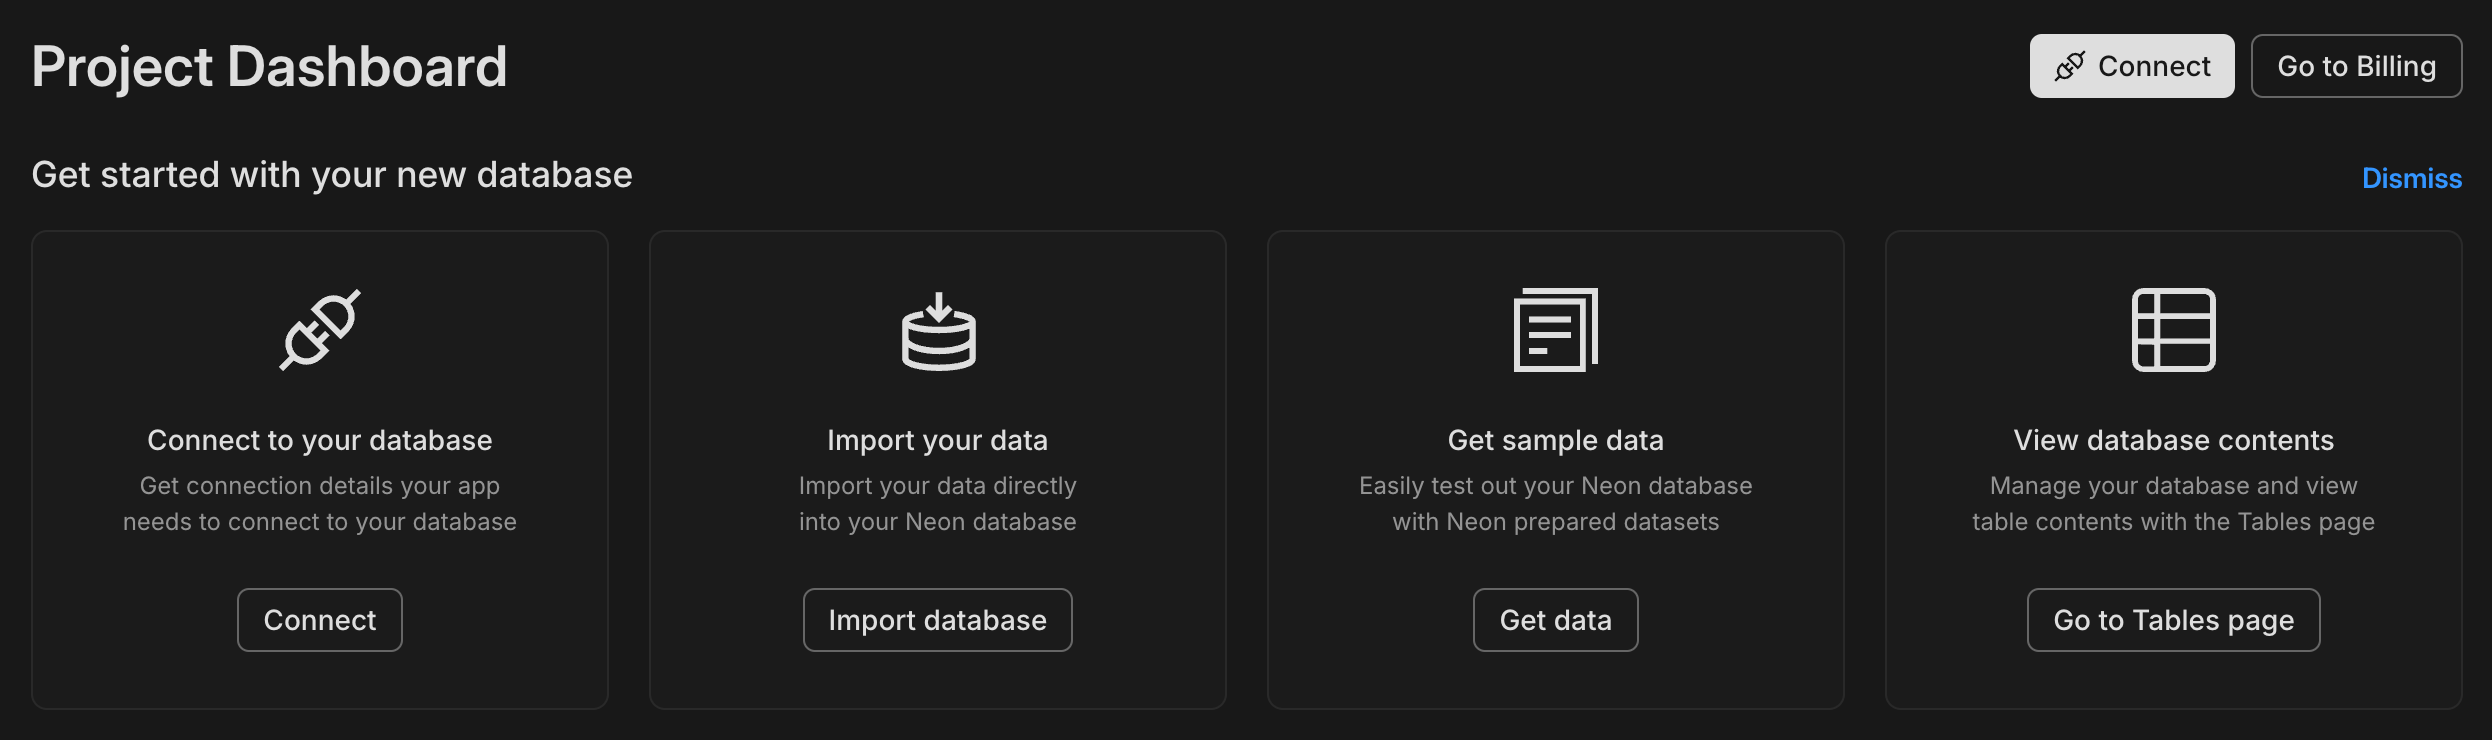 Project Dashboard
Connect
Go to Billing
Get started with your new database
Dismiss
Connect to your database
Get connection details your app
needs to connect to your database
Connect
Import your data
Import your data directly
into your Neon database
Import database
Get sample data
Easily test out your Neon database
with Neon prepared datasets
Get data
View database contents
Manage your database and view
table contents with the Tables page
Go to Tables page